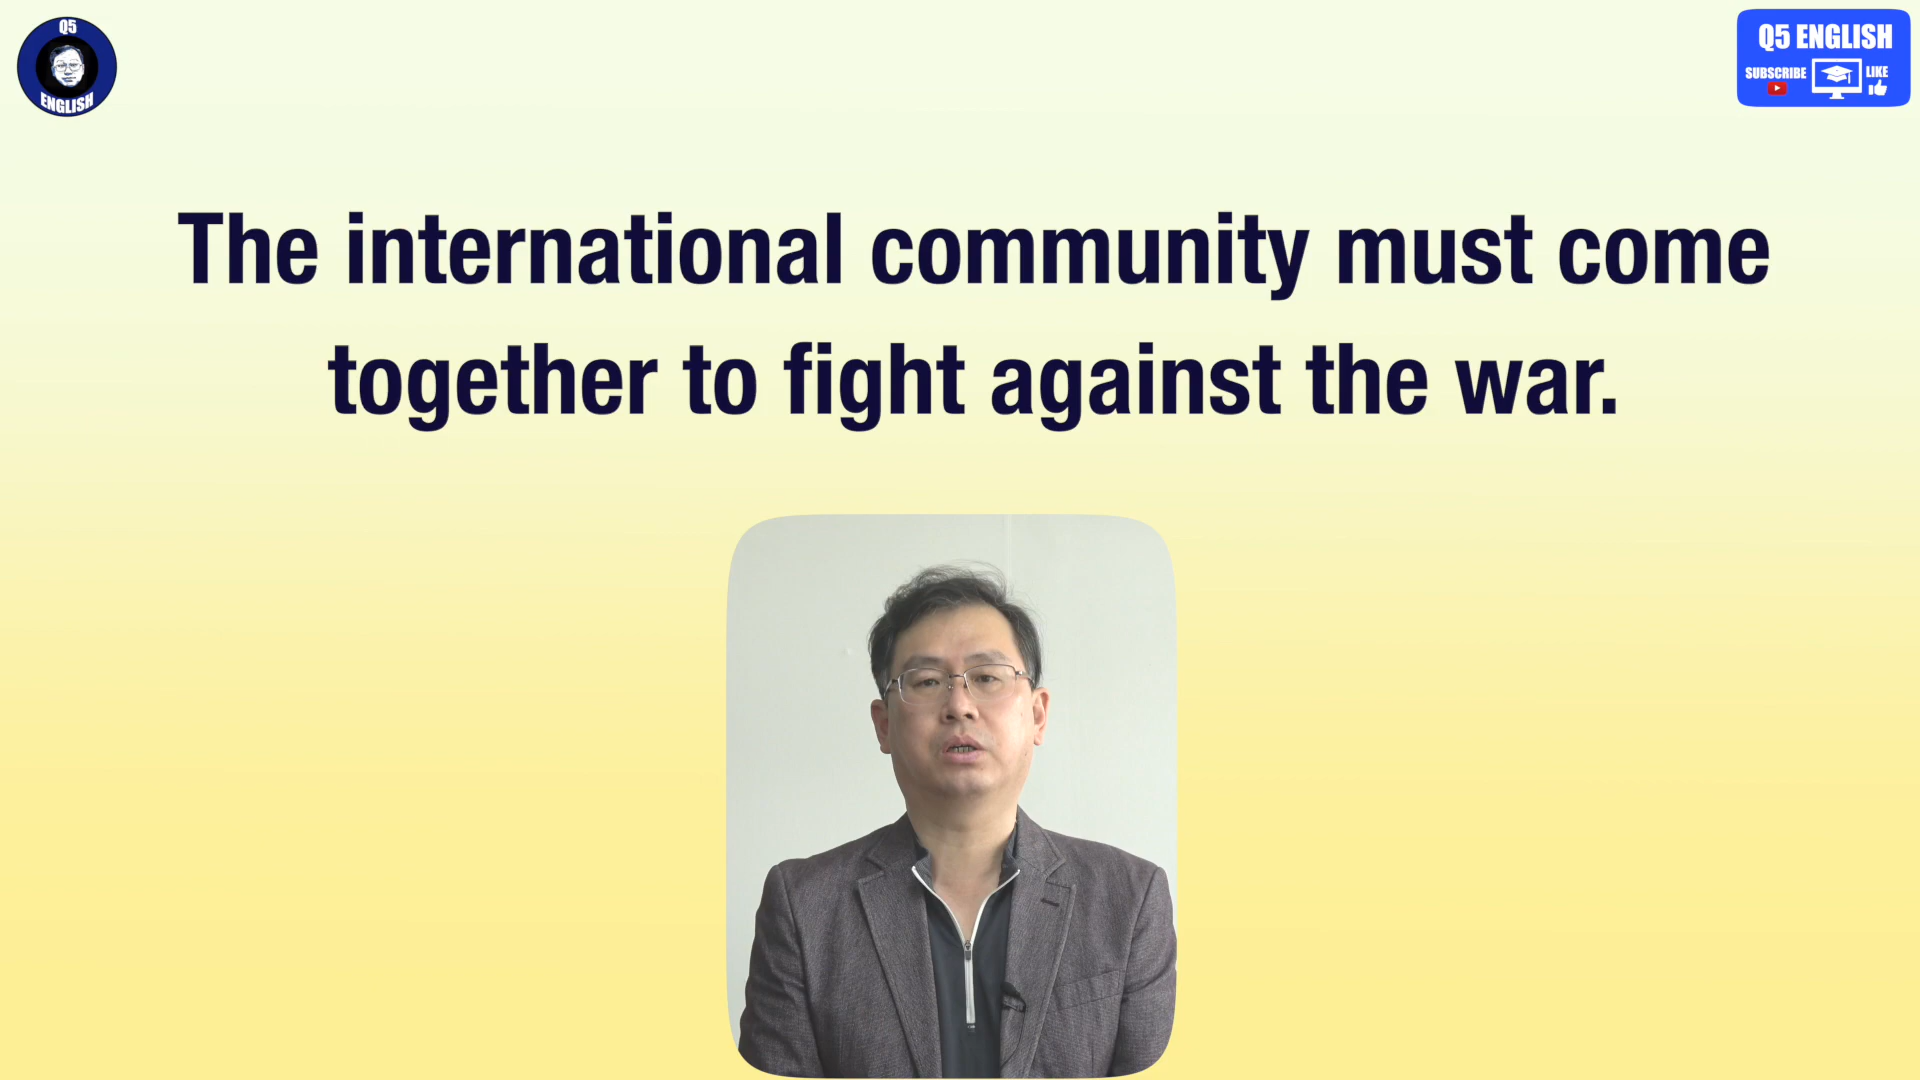 Q5
ENGLISH
Q5 ENGLISH
SUBSCRIBE
LIKE
The international community must come
together to fight against the war.